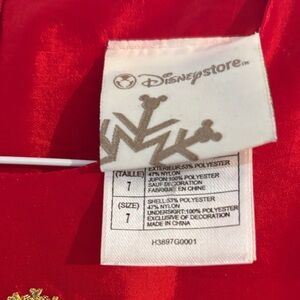 DISNEYstore™
(TAILLE)
7
EXTERIEUR:53% POLYESTER
47% NYLON
JUPON:100% POLYESTER
SAUF DECORATION
FABRIQUE EN CHINE
(SIZE)
7
SHELL:53% POLYESTER
47% NYLON
UNDERSKIRT:100% POLYESTER
EXCLUSIVE OF DECORATION
MADE IN CHINA
H3897G0001